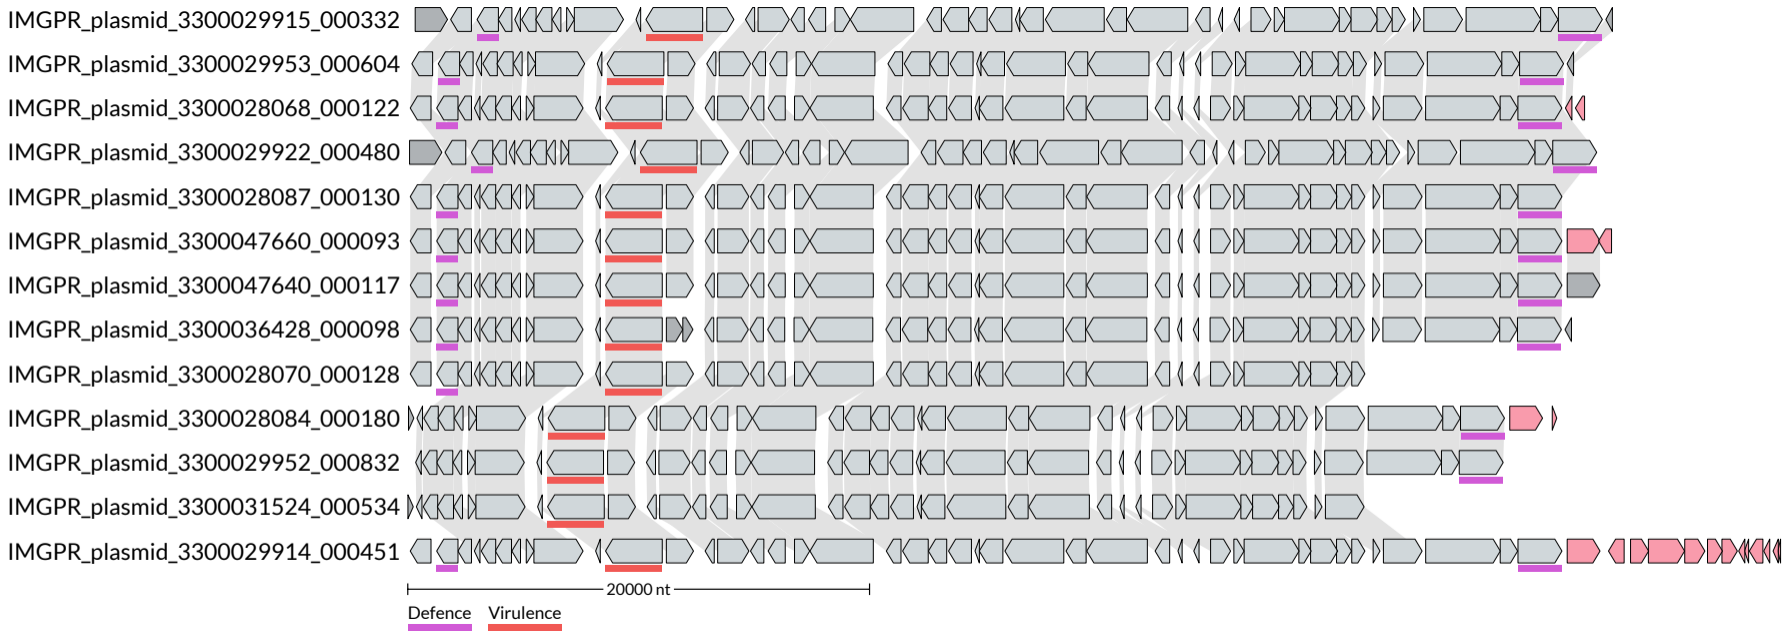 IMGPR_plasmid_3300029915_000332
IMGPR_plasmid_3300029953_000604
IMGPR_plasmid_3300028068_000122
IMGPR_plasmid_3300029922_000480
IMGPR_plasmid_3300028087_000130
IMGPR_plasmid_3300047660_000093
IMGPR_plasmid_3300047640_000117
IMGPR_plasmid_3300036428_000098
IMGPR_plasmid_3300028070_000128
IMGPR_plasmid_3300028084_000180
IMGPR_plasmid_3300029952_000832
IMGPR_plasmid_3300031524_000534
IMGPR_plasmid_3300029914_000451
20000 nt
Defence Virulence